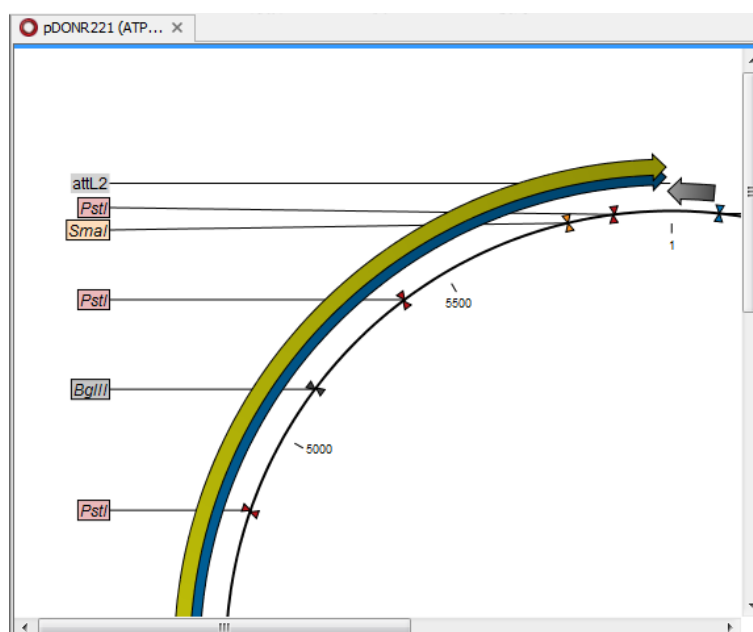 pDONR221 (ATP...
attL2
PstI
SmaI
PstI
BglII
PstI
5500
5000
1